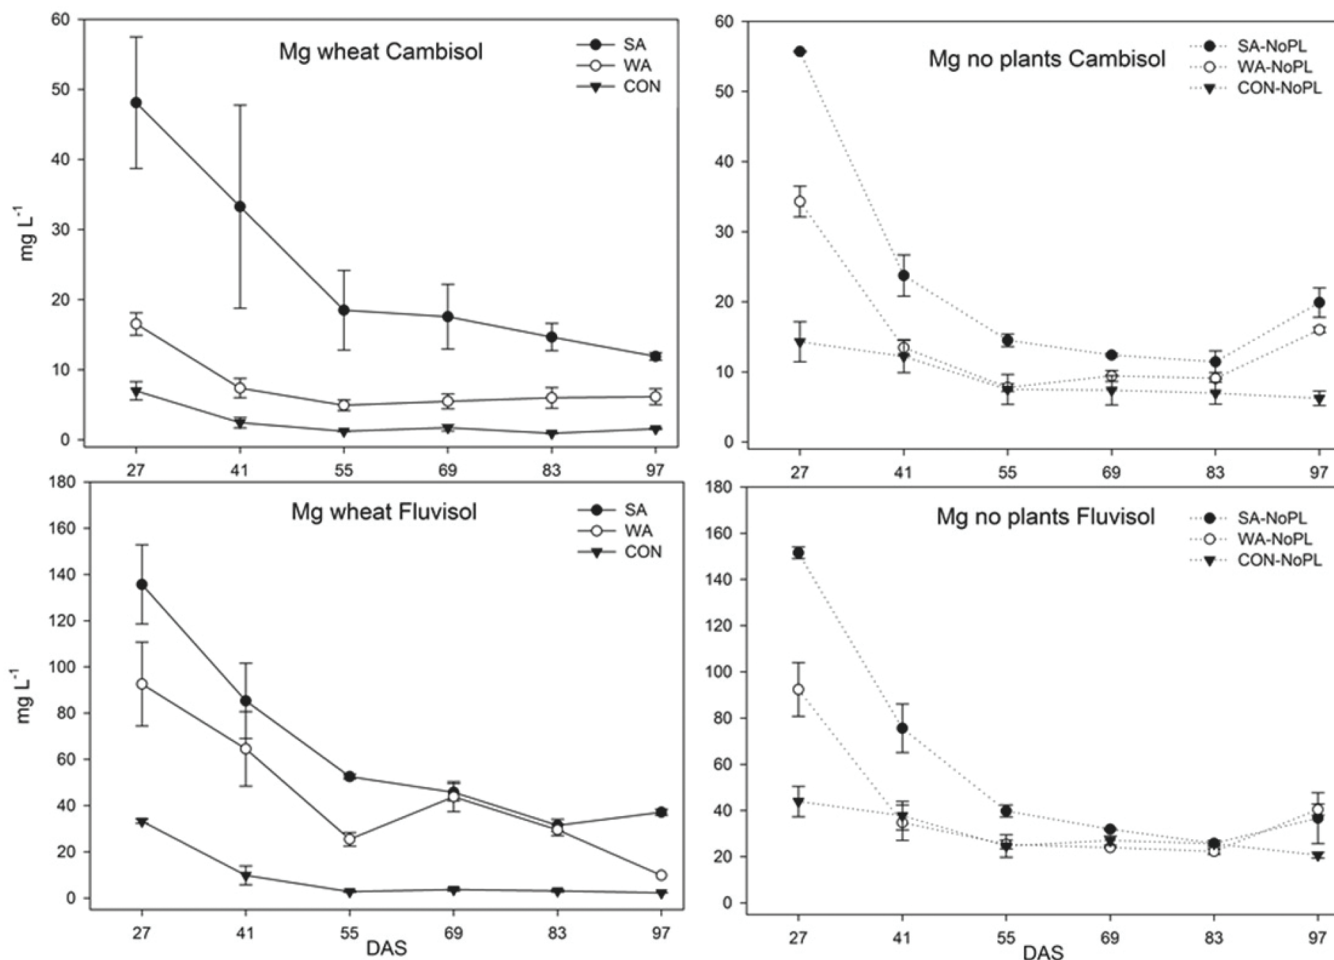 Mg wheat Cambisol
SA
WA
CON
60
50
40
30
20
10
0
mg L⁻¹
27 41 55 69 83 97
Mg no plants Cambisol
SA-NoPL
WA-NoPL
CON-NoPL
60
50
40
30
20
10
0
27 41 55 69 83 97
Mg wheat Fluvisol
SA
WA
CON
180
160
140
120
100
80
60
40
20
0
mg L⁻¹
27 41 55 69 83 97
DAS
Mg no plants Fluvisol
SA-NoPL
WA-NoPL
CON-NoPL
180
160
140
120
100
80
60
40
20
0
27 41 55 69 83 97
DAS